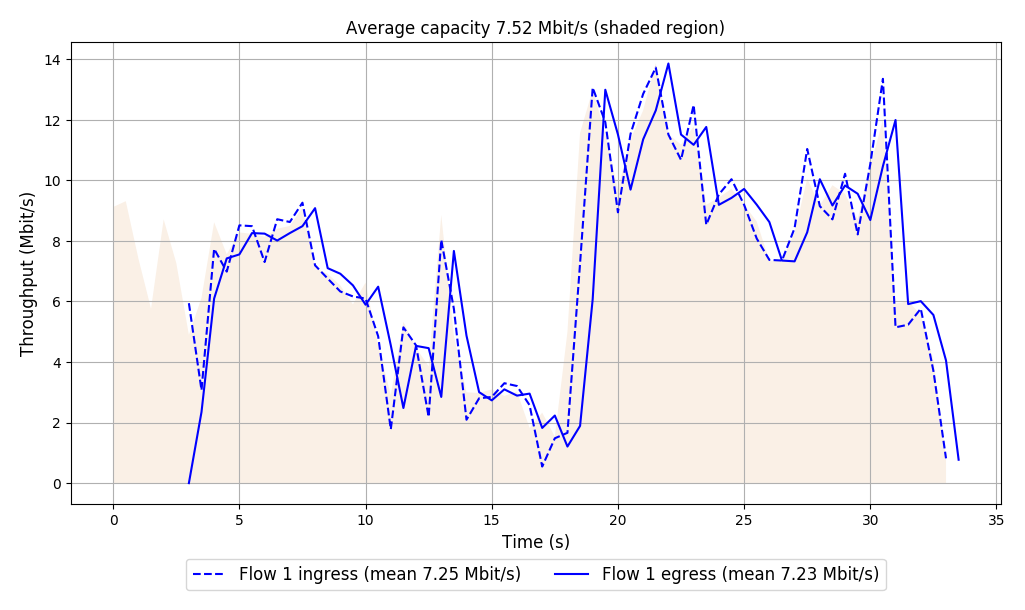 Average capacity 7.52 Mbit/s (shaded region)
Throughput (Mbit/s)
14
12
10
8
6
4
2
0
0 5 10 15 20 25 30 35
Time (s)
Flow 1 ingress (mean 7.25 Mbit/s) Flow 1 egress (mean 7.23 Mbit/s)